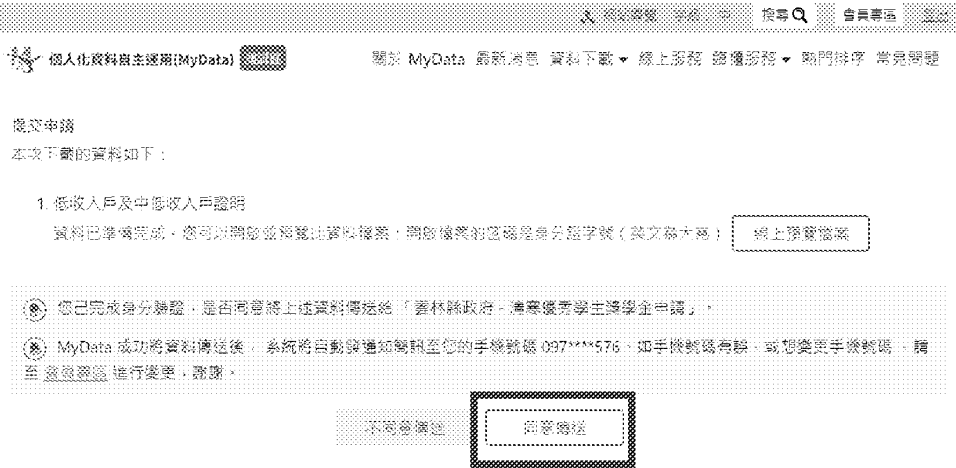 網站導覽 字級：中 搜尋 會員專區 登出
個人化資料自主運用(MyData)
關於 MyData 最新消息 資料下載 線上服務 臨櫃服務 熱門排序 常見問題
提交申請
本次下載的資料如下：
1. 低收入戶及中低收入戶證明
資料已準備完成，您可以開啟並預覽此資料檔案；開啟檔案的密碼是身分證字號（英文為大寫） 線上預覽檔案
您已完成身分驗證，是否同意將上述資料傳送給 「雲林縣政府 - 清寒優秀學生獎學金申請」。
MyData 成功將資料傳送後， 系統將自動發通知簡訊至您的手機號碼 097****576，如手機號碼有誤，或想變更手機號碼 ，請
至 會員專區 進行變更，謝謝。
不同意傳送 同意傳送